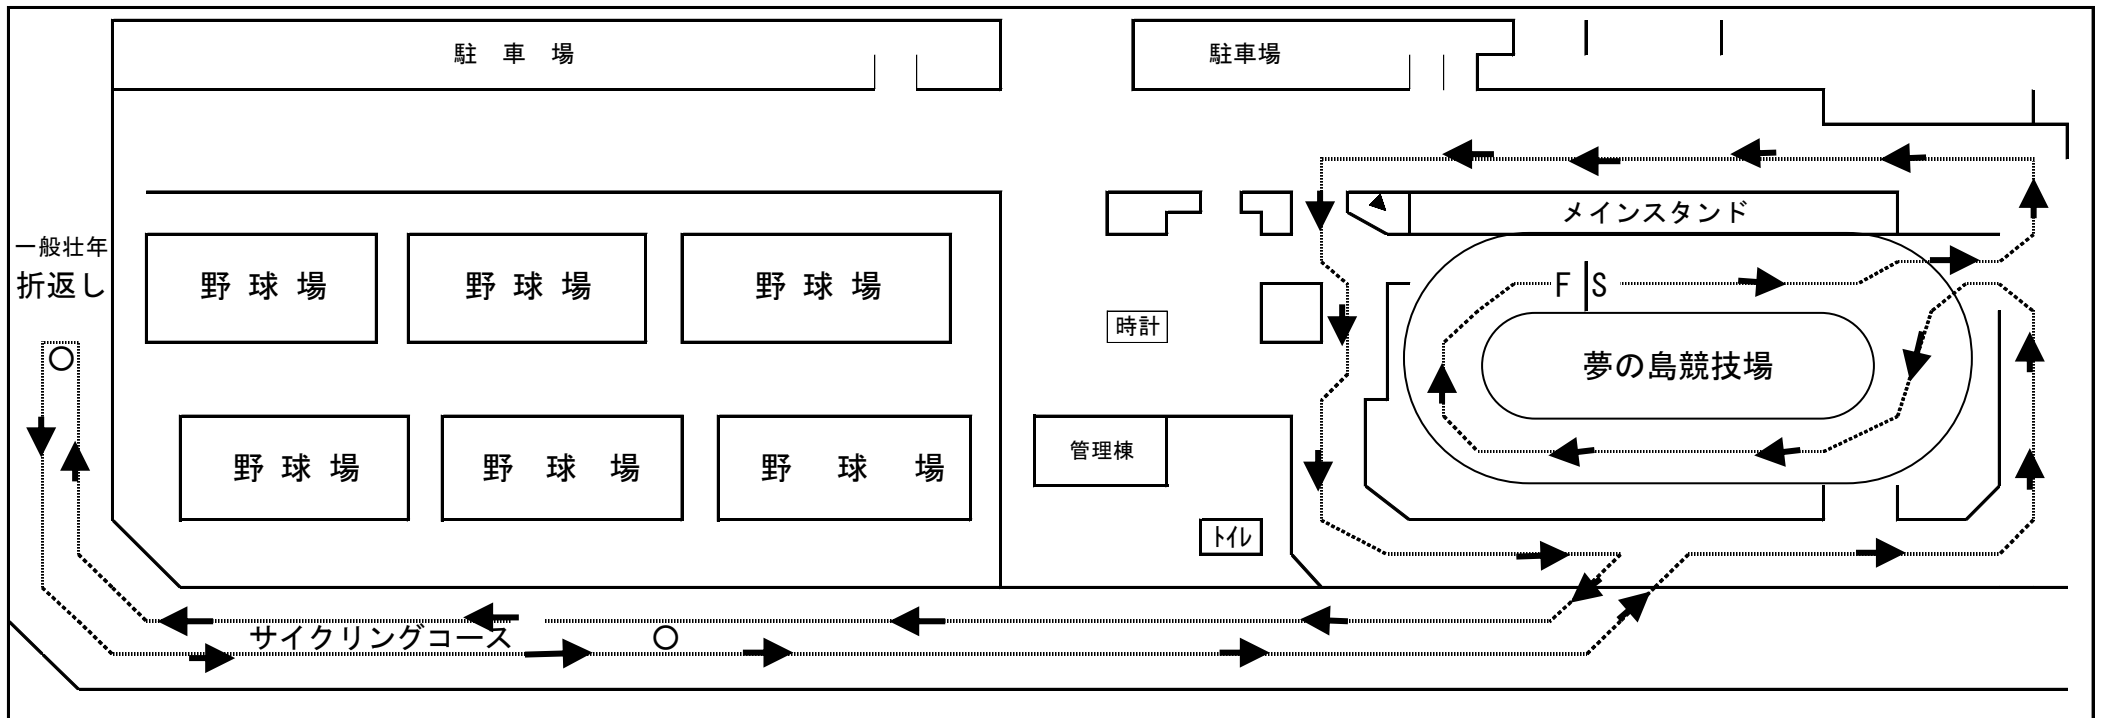 駐 車 場
駐車場
メインスタンド
一般壮年
折返し
野 球 場
野 球 場
野 球 場
F S
時計
夢の島競技場
野 球 場
野 球 場
野 球 場
管理棟
ﾄｲﾚ
サイクリングコース